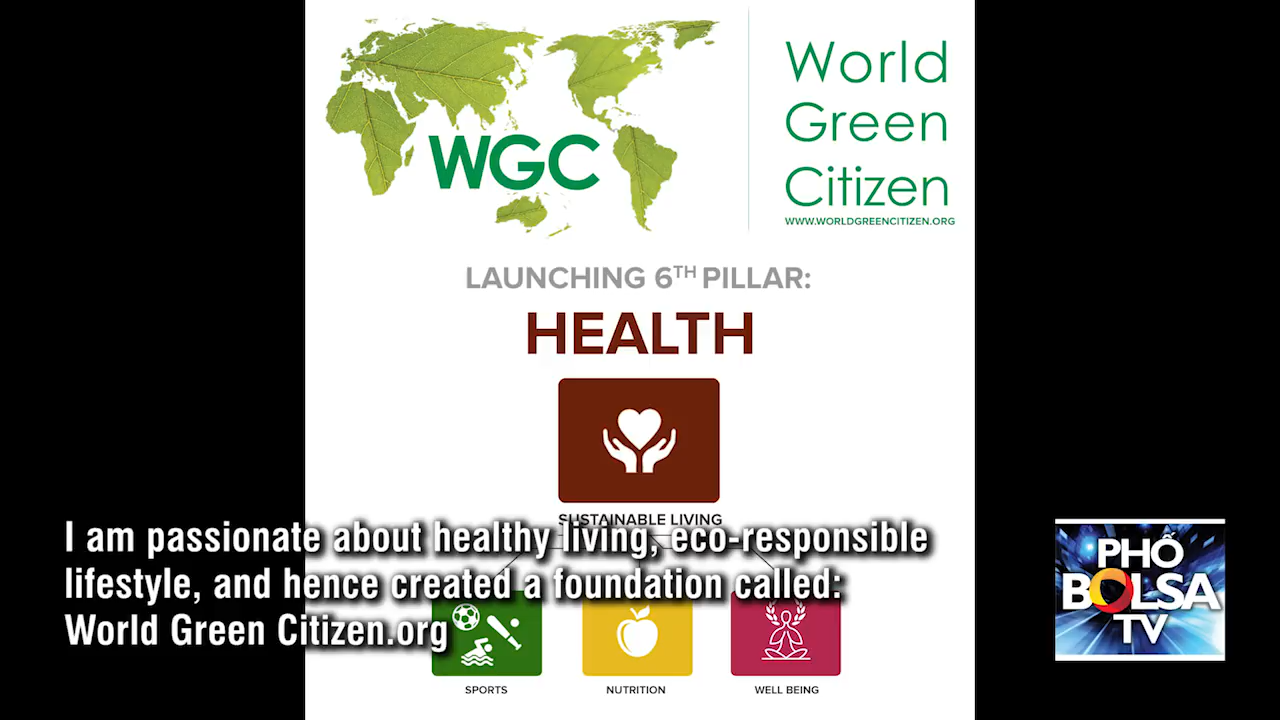 WGC
World
Green
Citizen
WWW.WORLDGREENCITIZEN.ORG
LAUNCHING 6TH PILLAR:
HEALTH
SUSTAINABLE LIVING
I am passionate about healthy living, eco-responsible
lifestyle, and hence created a foundation called:
World Green Citizen.org
SPORTS
NUTRITION
WELL BEING
PHỐ
BOLSA
TV